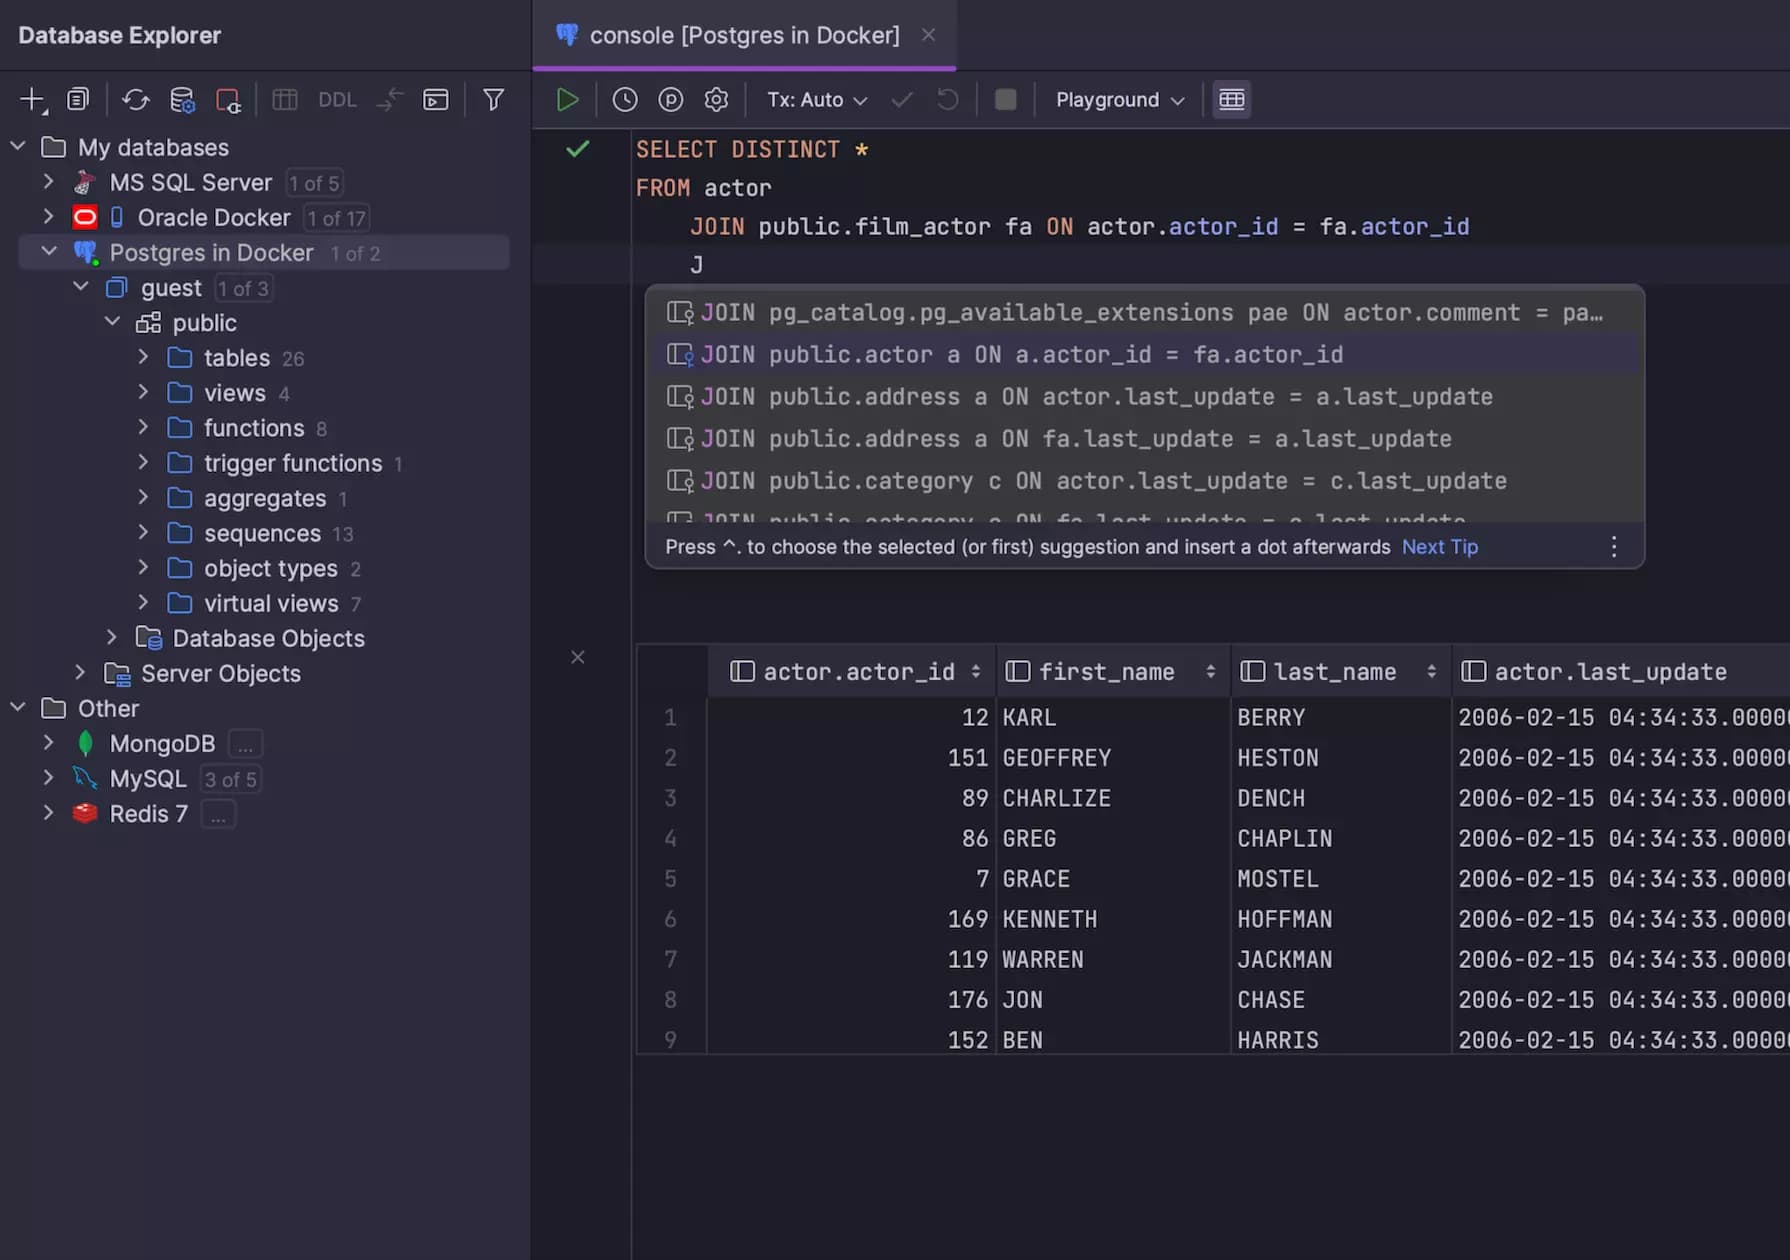 Database Explorer
console [Postgres in Docker]
DDL
Tx: Auto
Playground
My databases
MS SQL Server 1 of 5
Oracle Docker 1 of 17
Postgres in Docker 1 of 2
guest 1 of 3
public
tables 26
views 4
functions 8
trigger functions 1
aggregates 1
sequences 13
object types 2
virtual views 7
Database Objects
Server Objects
Other
MongoDB ...
MySQL 3 of 5
Redis 7 ...
SELECT DISTINCT *
FROM actor
JOIN public.film_actor fa ON actor.actor_id = fa.actor_id
J
JOIN pg_catalog.pg_available_extensions pae ON actor.comment = pa…
JOIN public.actor a ON a.actor_id = fa.actor_id
JOIN public.address a ON actor.last_update = a.last_update
JOIN public.address a ON fa.last_update = a.last_update
JOIN public.category c ON actor.last_update = c.last_update
JOIN public.category c ON fa.last_update = c.last_update
Press ^. to choose the selected (or first) suggestion and insert a dot afterwards Next Tip
actor.actor_id first_name last_name actor.last_update
1 12 KARL BERRY 2006-02-15 04:34:33.0000
2 151 GEOFFREY HESTON 2006-02-15 04:34:33.0000
3 89 CHARLIZE DENCH 2006-02-15 04:34:33.0000
4 86 GREG CHAPLIN 2006-02-15 04:34:33.0000
5 7 GRACE MOSTEL 2006-02-15 04:34:33.0000
6 169 KENNETH HOFFMAN 2006-02-15 04:34:33.0000
7 119 WARREN JACKMAN 2006-02-15 04:34:33.0000
8 176 JON CHASE 2006-02-15 04:34:33.0000
9 152 BEN HARRIS 2006-02-15 04:34:33.0000